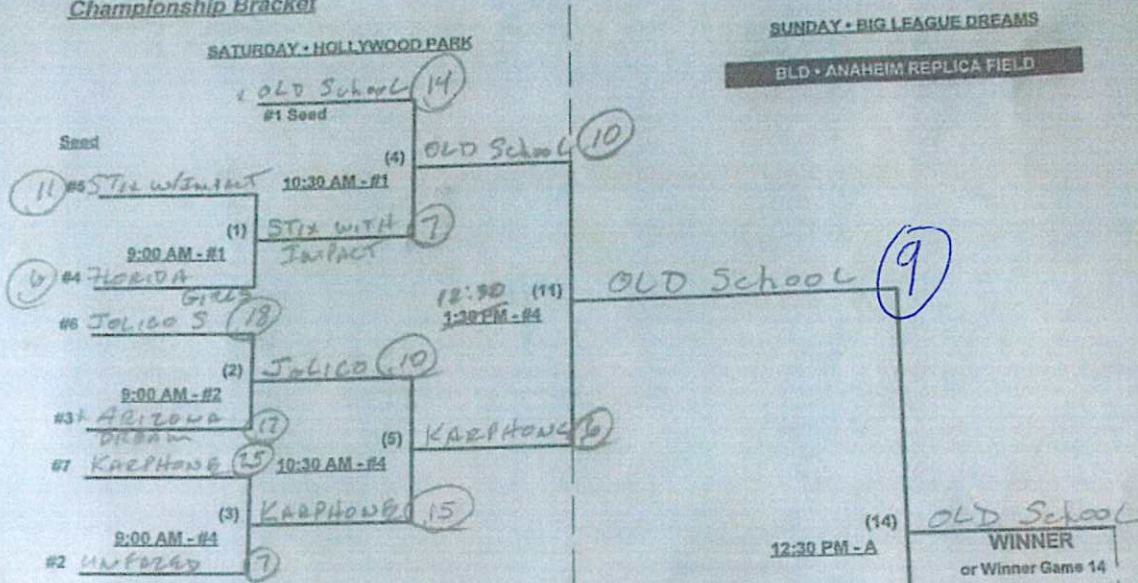 Championship Bracket
SUNDAY • BIG LEAGUE DREAMS
SATURDAY • HOLLYWOOD PARK
BLD • ANAHEIM REPLICA FIELD
OLD School 14
#1 Seed
Seed
(4) OLD School 10
11 #5 STIX W/IMPACT 10:30 AM - #1
(1) STIX WITH 7
IMPACT
9:00 AM - #1
6 #4 FLORIDA
GIRLS
OLD School 9
12:30 (11)
1:30 PM - #4
#6 JOLICO S 18
(2) JOLICO 10
9:00 AM - #2
#3 ARIZONA 17
DREAM
(5) KARPHONE 6
#7 KARPHONE 25 10:30 AM - #4
(3) KARPHONE 15
9:00 AM - #4
#2 UNFAZED 7
(14) OLD School
12:30 PM - A
WINNER
or Winner Game 14